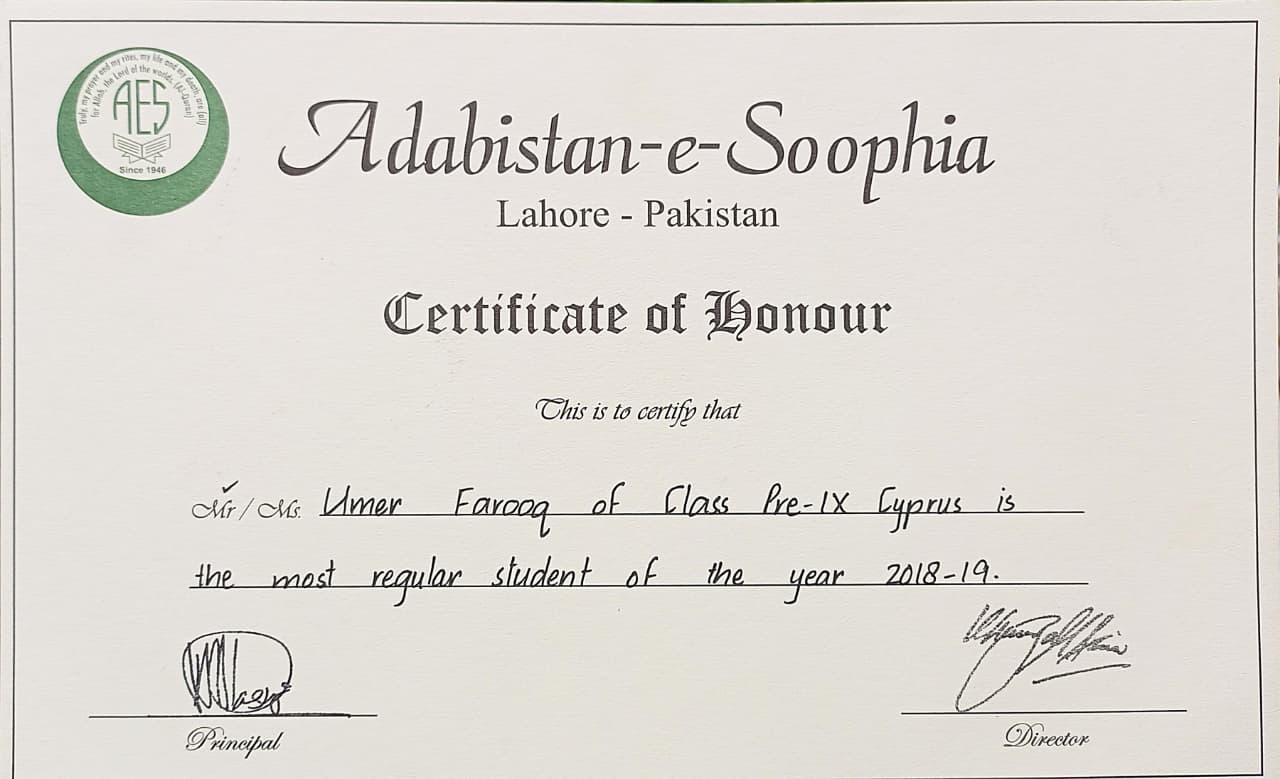 Truly, my prayer and my rites, my life and my death, are (all)
for Allah, the Lord of the worlds. (Al-Quran)
AES
Since 1946
Adabistan-e-Soophia
Lahore - Pakistan
Certificate of Honour
This is to certify that
Mr / Ms. Umer Farooq of Class Pre-IX Cyprus is
the most regular student of the year 2018-19.
Principal
Director